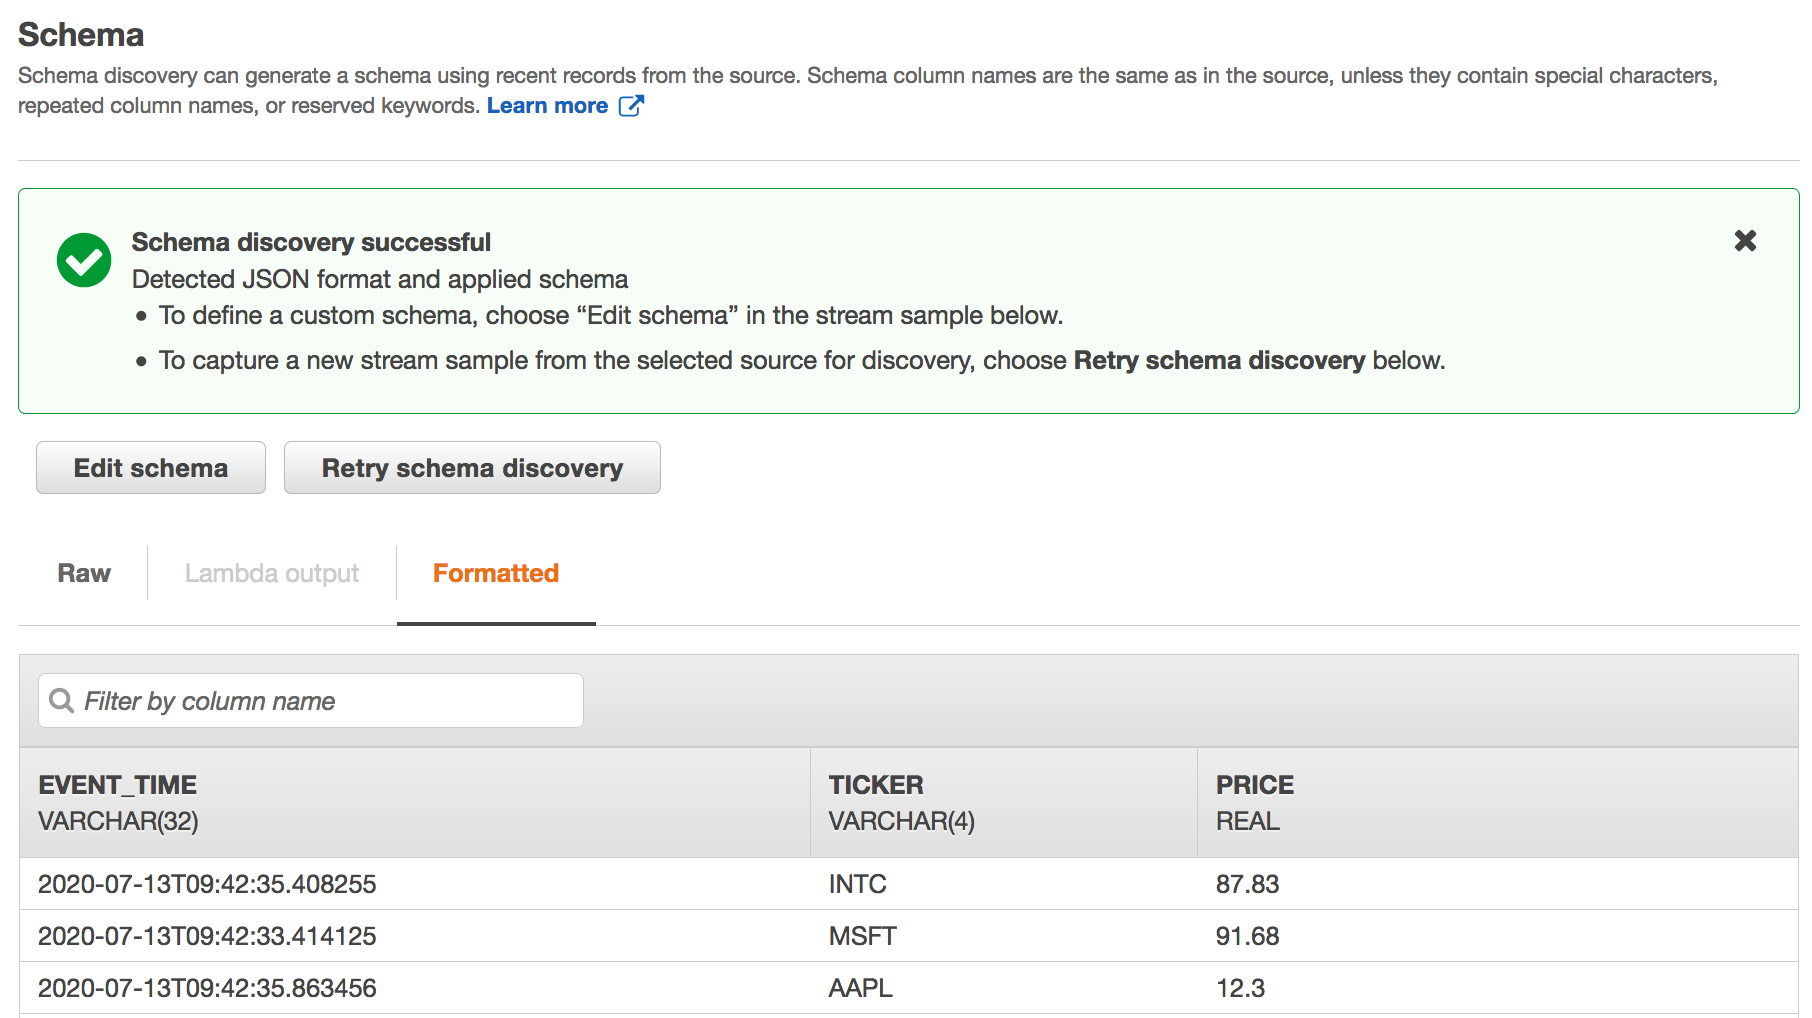 Schema
Schema discovery can generate a schema using recent records from the source. Schema column names are the same as in the source, unless they contain special characters,
repeated column names, or reserved keywords. Learn more
Schema discovery successful
Detected JSON format and applied schema
• To define a custom schema, choose “Edit schema” in the stream sample below.
• To capture a new stream sample from the selected source for discovery, choose Retry schema discovery below.
Edit schema Retry schema discovery
Raw Lambda output Formatted
Filter by column name
EVENT_TIME TICKER PRICE
VARCHAR(32) VARCHAR(4) REAL
2020-07-13T09:42:35.408255 INTC 87.83
2020-07-13T09:42:33.414125 MSFT 91.68
2020-07-13T09:42:35.863456 AAPL 12.3